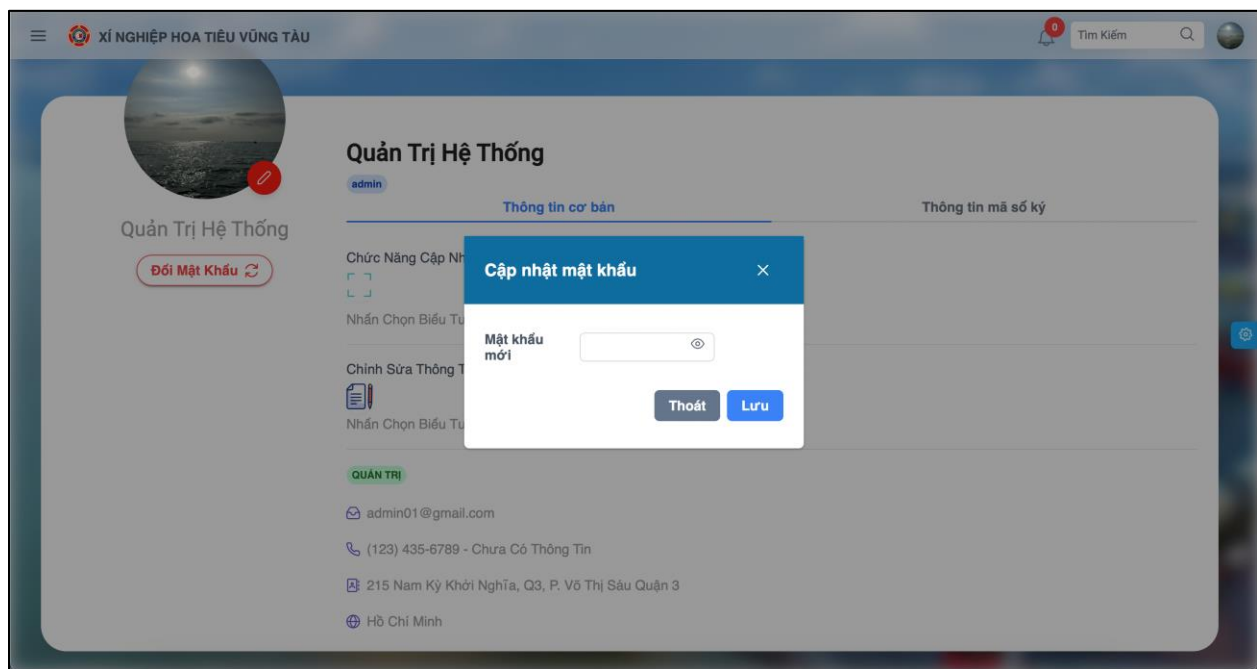 XÍ NGHIỆP HOA TIÊU VŨNG TÀU
0
Tìm Kiếm
Quản Trị Hệ Thống
admin
Thông tin cơ bản
Thông tin mã số ký
Quản Trị Hệ Thống
Đổi Mật Khẩu
Chức Năng Cập Nh
Nhấn Chọn Biểu Tư
Cập nhật mật khẩu
Mật khẩu
mới
Thoát
Lưu
Chỉnh Sửa Thông T
Nhấn Chọn Biểu Tư
QUẢN TRỊ
admin01@gmail.com
(123) 435-6789 - Chưa Có Thông Tin
215 Nam Kỳ Khởi Nghĩa, Q3, P. Võ Thị Sáu Quận 3
Hồ Chí Minh